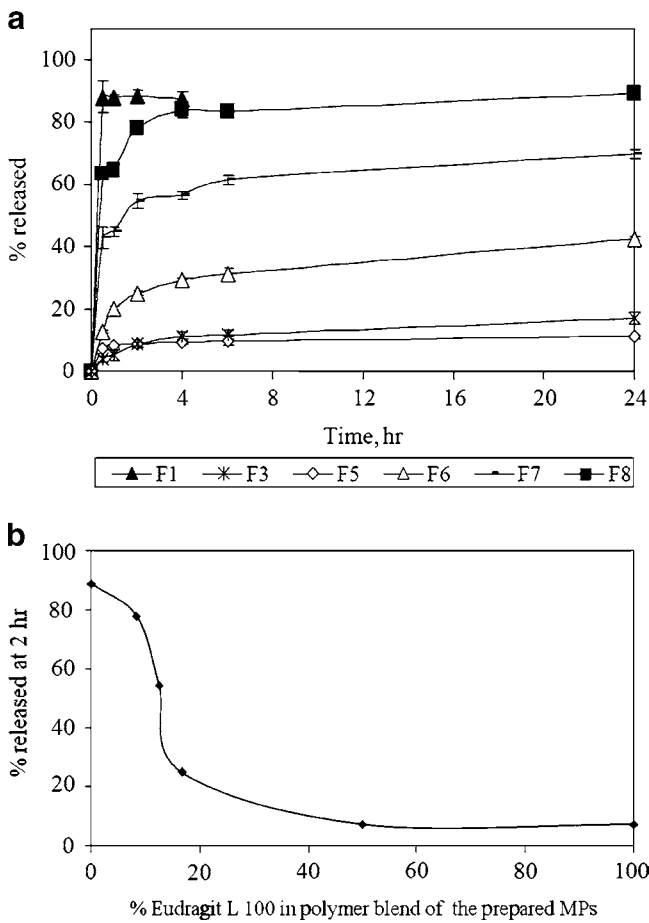 a
100
80
60
40
20
0
% released
0 4 8 12 16 20 24
Time, hr
F1 F3 F5 F6 F7 F8
b
100
80
60
40
20
0
% released at 2 hr
0 20 40 60 80 100
% Eudragit L 100 in polymer blend of the prepared MPs